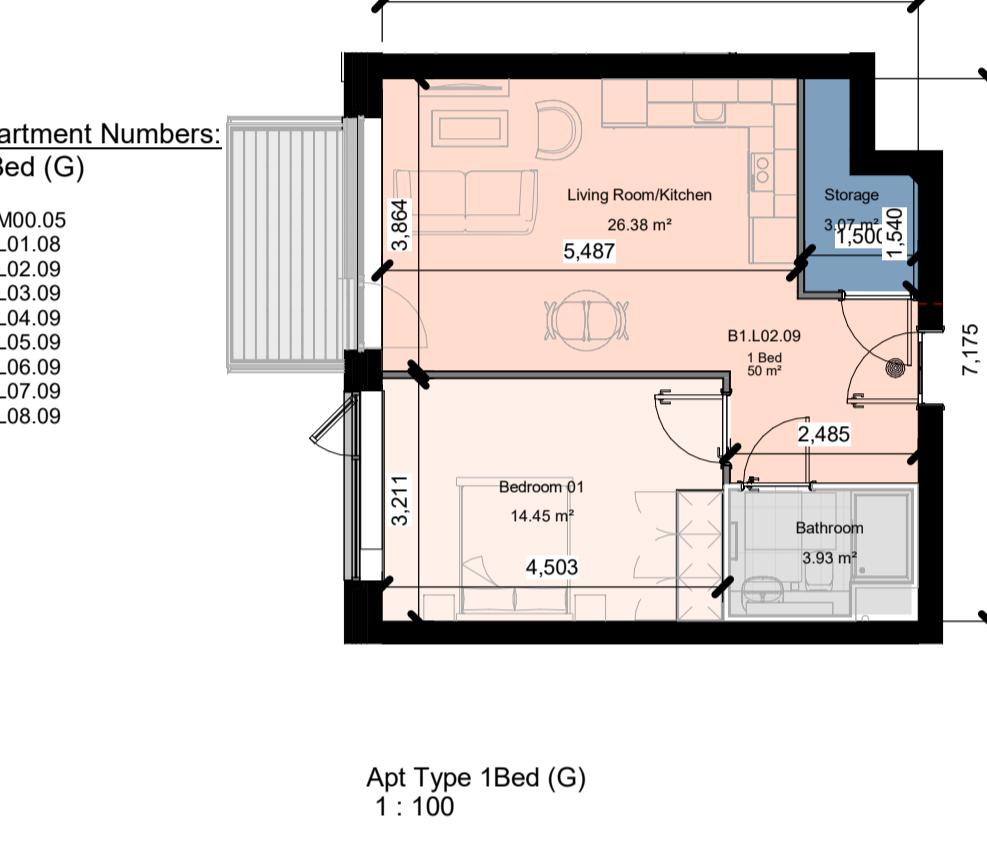 artment Numbers:
Bed (G)
M00.05
L01.08
L02.09
L03.09
L04.09
L05.09
L06.09
L07.09
L08.09
Living Room/Kitchen
26.38 m²
5,487
3,864
Storage
3.07 m²
1,500
1,540
B1.L02.09
1 Bed
50 m²
7,175
2,485
3,211
Bedroom 01
14.45 m²
4,503
Bathroom
3.93 m²
Apt Type 1Bed (G)
1 : 100